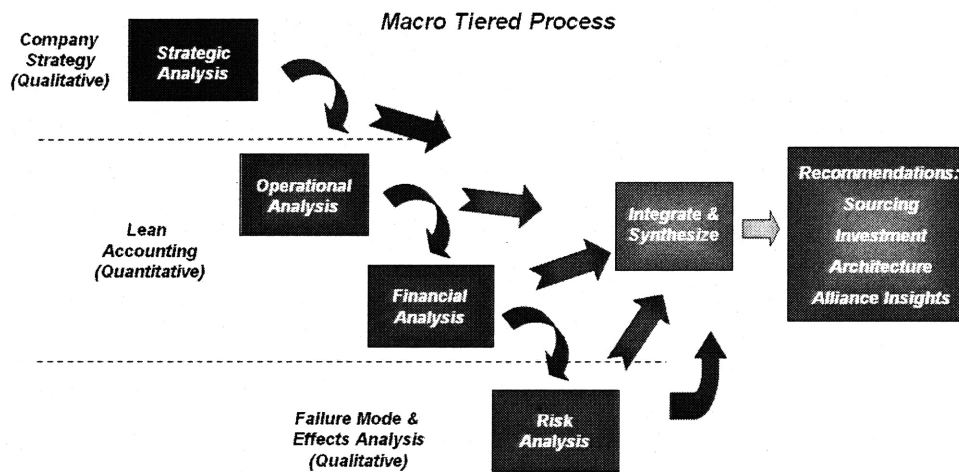 Macro Tiered Process
Company
Strategy
(Qualitative)
Strategic
Analysis
Operational
Analysis
Lean
Accounting
(Quantitative)
Financial
Analysis
Integrate &
Synthesize
Recommendations:
Sourcing
Investment
Architecture
Alliance Insights
Failure Mode &
Effects Analysis
(Qualitative)
Risk
Analysis